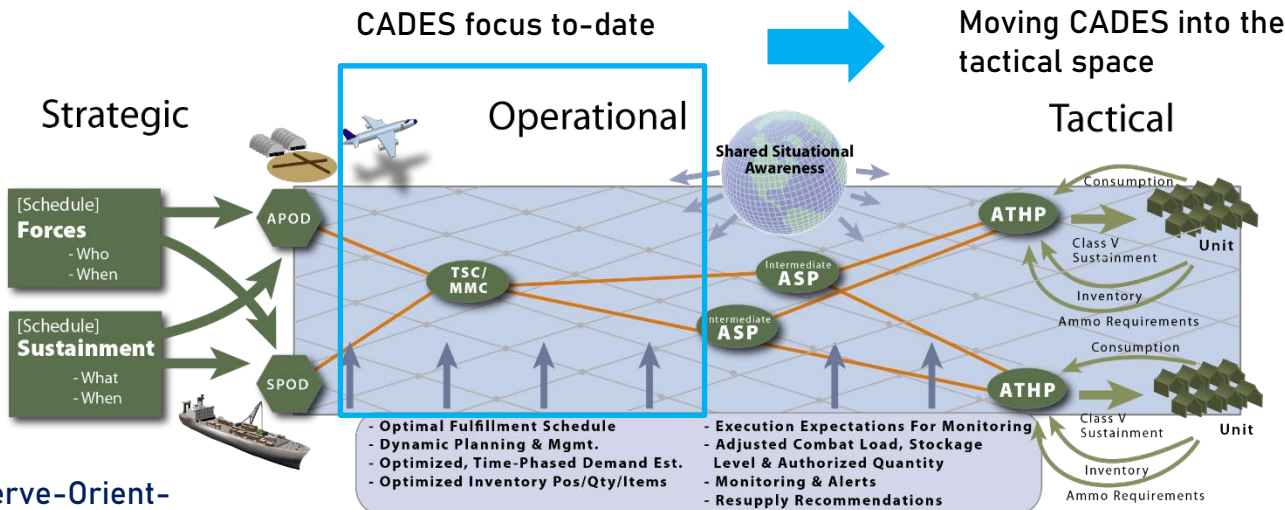 CADES focus to-date
Moving CADES into the
tactical space
Strategic
Operational
Tactical
Shared Situational
Awareness
[Schedule]
Forces
- Who
- When
[Schedule]
Sustainment
- What
- When
APOD
SPOD
TSC/
MMC
Intermediate
ASP
Intermediate
ASP
ATHP
Consumption
Class V
Sustainment
Unit
Inventory
Ammo Requirements
ATHP
Consumption
Class V
Sustainment
Unit
Inventory
Ammo Requirements
- Optimal Fulfillment Schedule
- Dynamic Planning & Mgmt.
- Optimized, Time-Phased Demand Est.
- Optimized Inventory Pos/Qty/Items
- Execution Expectations For Monitoring
- Adjusted Combat Load, Stockage
Level & Authorized Quantity
- Monitoring & Alerts
- Resupply Recommendations
erve-Orient-